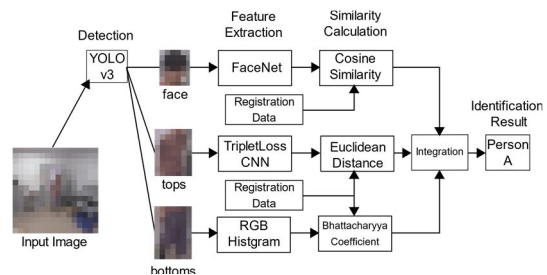 Detection
Feature
Extraction
Similarity
Calculation
YOLO
v3
face
FaceNet
Cosine
Similarity
Registration
Data
Identification
Result
tops
TripletLoss
CNN
Euclidean
Distance
Integration
Person
A
Registration
Data
Input Image
bottoms
RGB
Histgram
Bhattacharyya
Coefficient